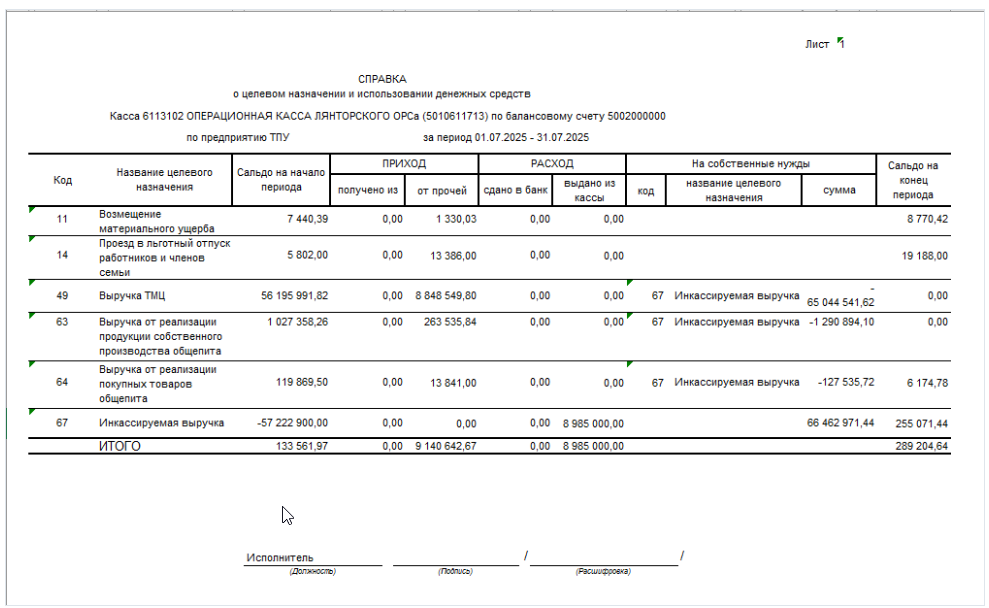 Лист 1
СПРАВКА
о целевом назначении и использовании денежных средств
Касса 6113102 ОПЕРАЦИОННАЯ КАССА ЛЯНТОРСКОГО ОРСа (5010611713) по балансовому счету 5002000000
по предприятию ТПУ за период 01.07.2025 - 31.07.2025
Код Название целевого назначения Сальдо на начало периода ПРИХОД РАСХОД На собственные нужды Сальдо на конец периода
получено из от прочей сдано в банк выдано из кассы код название целевого назначения сумма
11 Возмещение материального ущерба 7 440,39 0,00 1 330,03 0,00 0,00 8 770,42
14 Проезд в льготный отпуск работников и членов семьи 5 802,00 0,00 13 386,00 0,00 0,00 19 188,00
49 Выручка ТМЦ 56 195 991,82 0,00 8 848 549,80 0,00 0,00 67 Инкассируемая выручка -65 044 541,62 0,00
63 Выручка от реализации продукции собственного производства общепита 1 027 358,26 0,00 263 535,84 0,00 0,00 67 Инкассируемая выручка -1 290 894,10 0,00
64 Выручка от реализации покупных товаров общепита 119 869,50 0,00 13 841,00 0,00 0,00 67 Инкассируемая выручка -127 535,72 6 174,78
67 Инкассируемая выручка -57 222 900,00 0,00 0,00 0,00 8 985 000,00 66 462 971,44 255 071,44
ИТОГО 133 561,97 0,00 9 140 642,67 0,00 8 985 000,00 289 204,64
Исполнитель / /
(Должность) (Подпись) (Расшифровка)